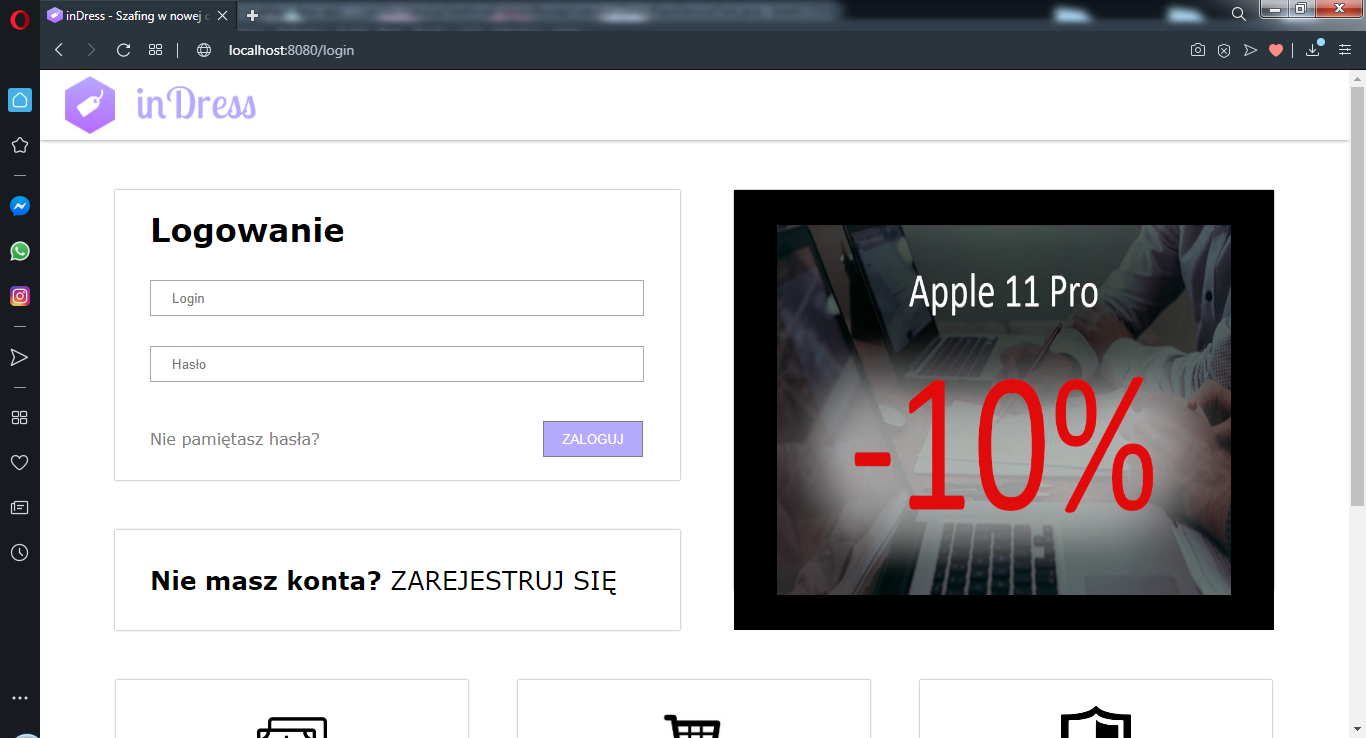 inDress - Szafing w nowej
localhost:8080/login
inDress
Logowanie
Login
Hasło
Nie pamiętasz hasła?
ZALOGUJ
Nie masz konta? ZAREJESTRUJ SIĘ
Apple 11 Pro
-10%